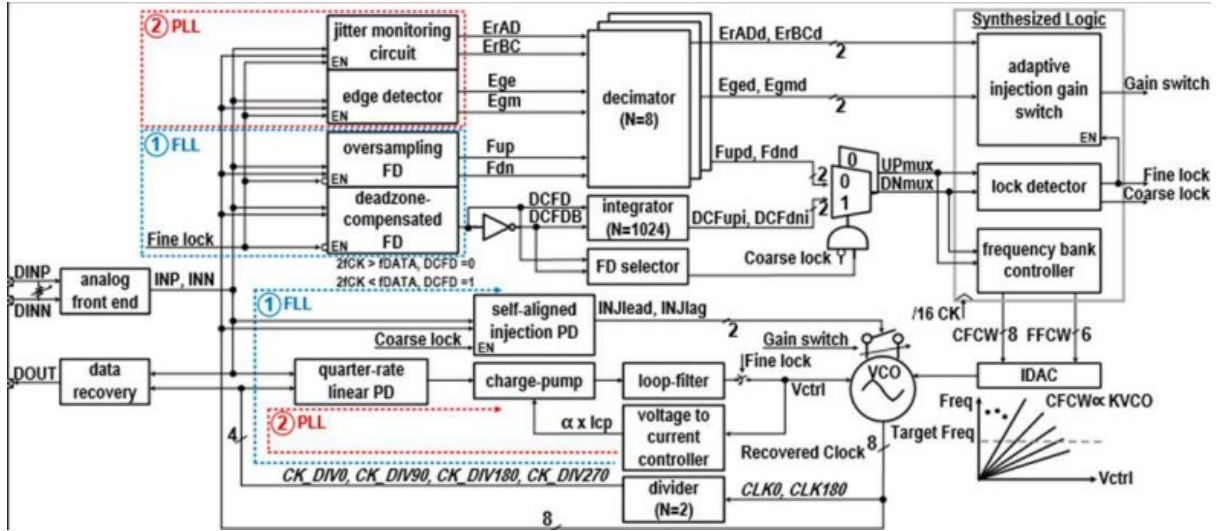 ② PLL
jitter monitoring
circuit
EN
ErAD
ErBC
edge detector
EN
Ege
Egm
decimator
(N=8)
ErADd, ErBCd
2
Eged, Egmd
2
Synthesized Logic
adaptive
injection gain
switch
EN
Gain switch
① FLL
oversampling
FD
EN
Fup
Fdn
Fupd, Fdnd
2
0
0
1
UPmux
DNmux
lock detector
Fine lock
Coarse lock
deadzone-
compensated
FD
EN
Fine lock
DCFD
DCFDB
integrator
(N=1024)
DCFupi, DCFdni
2
FD selector
Coarse lock
frequency bank
controller
2fCK > fDATA, DCFD =0
2fCK < fDATA, DCFD =1
DINP
DINN
analog
front end
INP, INN
① FLL
self-aligned
injection PD
EN
Coarse lock
INJlead, INJlag
2
/16 CK
CFCW
8
FFCW
6
Gain switch
Fine lock
DOUT
data
recovery
quarter-rate
linear PD
charge-pump
loop-filter
Vctrl
VCO
IDAC
② PLL
α x Icp
voltage to
current
controller
Recovered Clock
8
Freq
CFCW∝ KVCO
Target Freq
Vctrl
4
CK_DIV0, CK_DIV90, CK_DIV180, CK_DIV270
divider
(N=2)
CLK0, CLK180
8